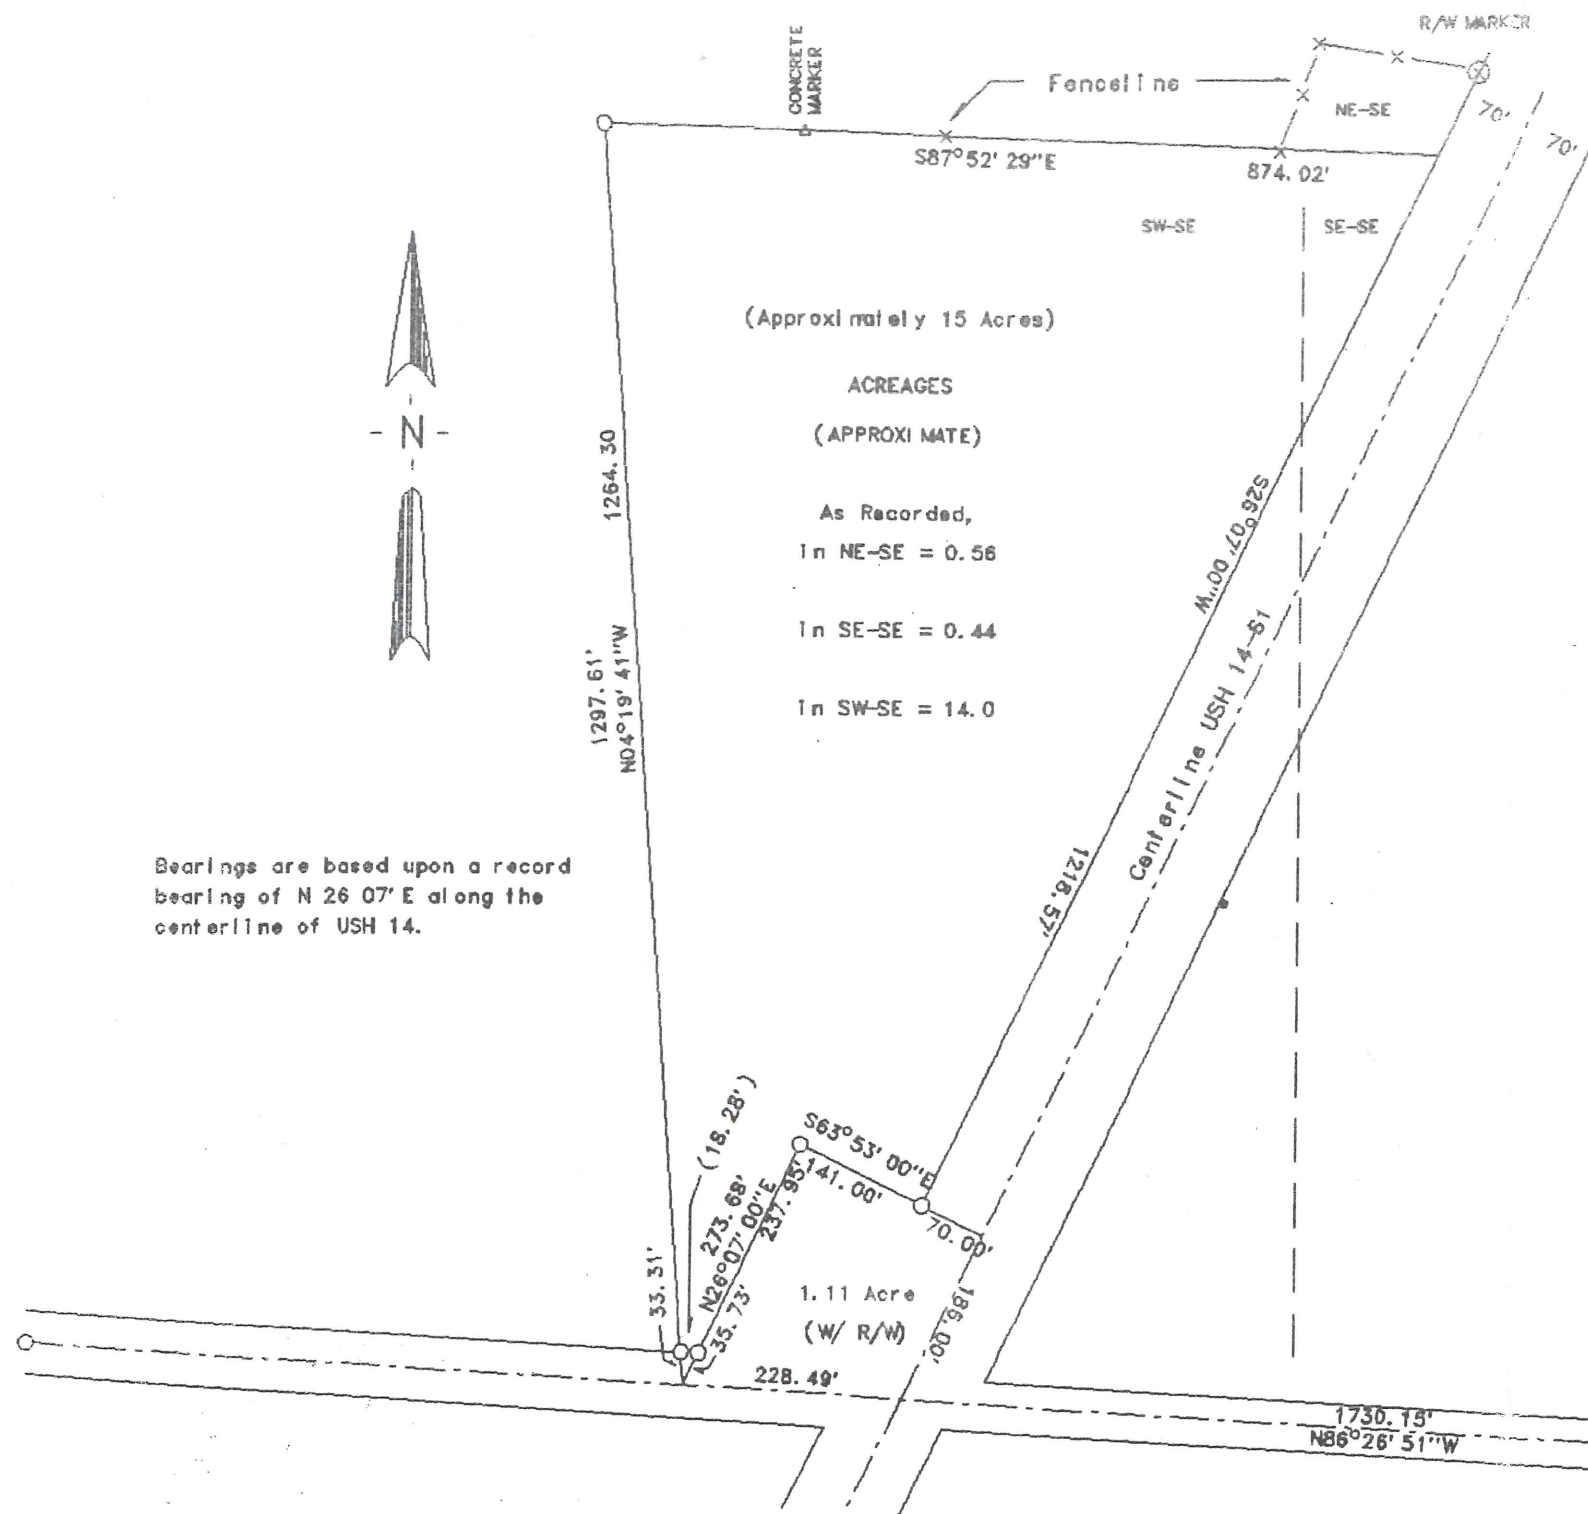 R/W MARKER
CONCRETE
MARKER
Fenceline
NE-SE
70'
70'
S87°52'29"E
874.02'
SW-SE
SE-SE
(Approximately 15 Acres)
ACREAGES
(APPROXIMATE)
- N -
1264.30
As Recorded,
in NE-SE = 0.56
in SE-SE = 0.44
in SW-SE = 14.0
S26°07'00"W
1297.61'
N04°19'41"W
Centerline USH 14-61
Bearings are based upon a record
bearing of N 26 07' E along the
centerline of USH 14.
1218.57'
(18.28')
S63°53'00"E
141.00'
273.68'
N26°07'00"E
237.95'
70.00'
33.31'
35.73'
1.11 Acre
(W/ R/W)
186.00'
228.49'
1730.15'
N86°26'51"W